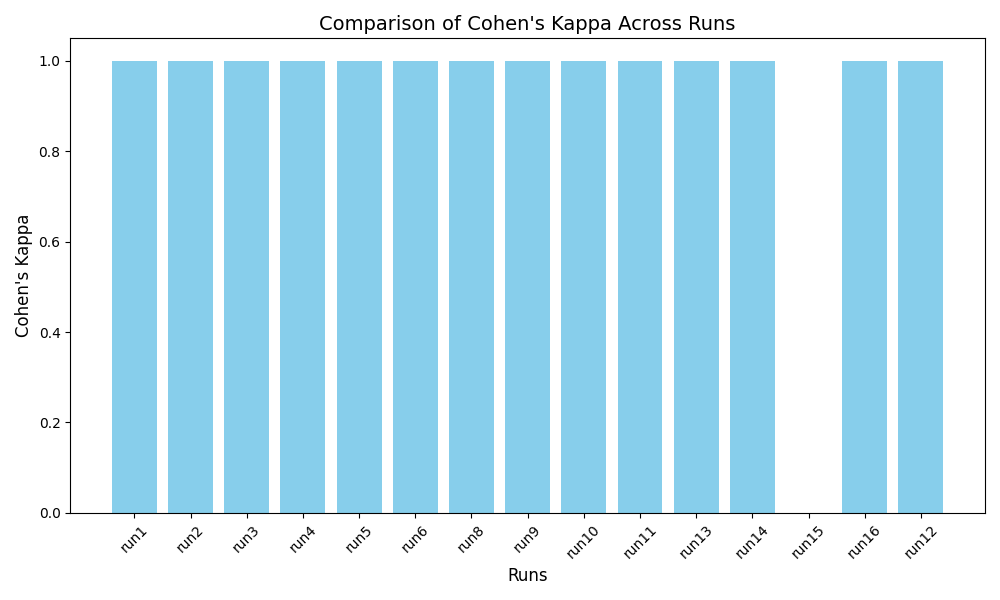 Comparison of Cohen's Kappa Across Runs
1.0
0.8
0.6
0.4
0.2
0.0
Cohen's Kappa
run1
run2
run3
run4
run5
run6
run8
run9
run10
run11
run13
run14
run15
run16
run12
Runs